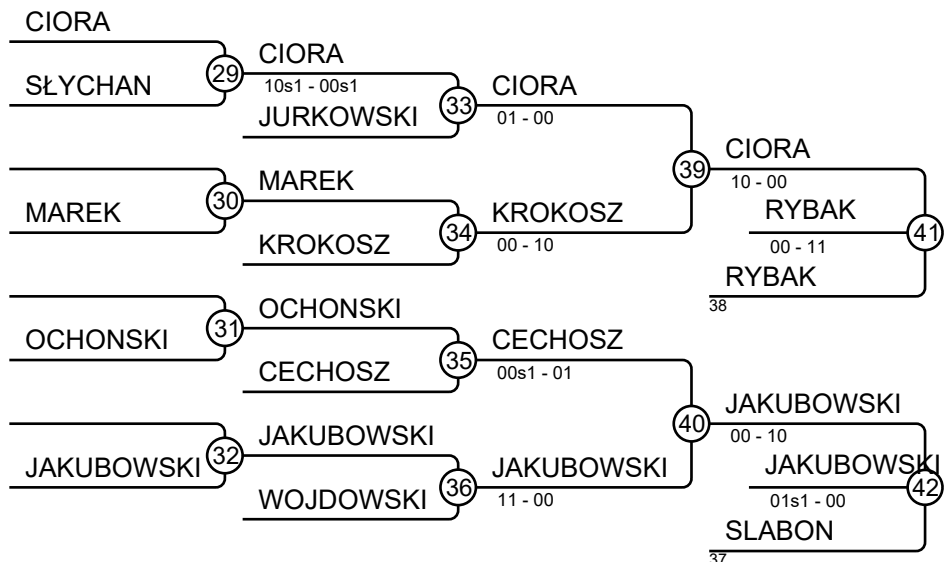 CIORA
SŁYCHAN
29
CIORA
10s1 - 00s1
JURKOWSKI
33
CIORA
01 - 00
MAREK
30
MAREK
KROKOSZ
34
KROKOSZ
00 - 10
39
CIORA
10 - 00
RYBAK
00 - 11
RYBAK
38
41
OCHONSKI
31
OCHONSKI
CECHOSZ
35
CECHOSZ
00s1 - 01
JAKUBOWSKI
32
JAKUBOWSKI
WOJDOWSKI
36
JAKUBOWSKI
11 - 00
40
JAKUBOWSKI
00 - 10
JAKUBOWSKI
01s1 - 00
SLABON
37
42